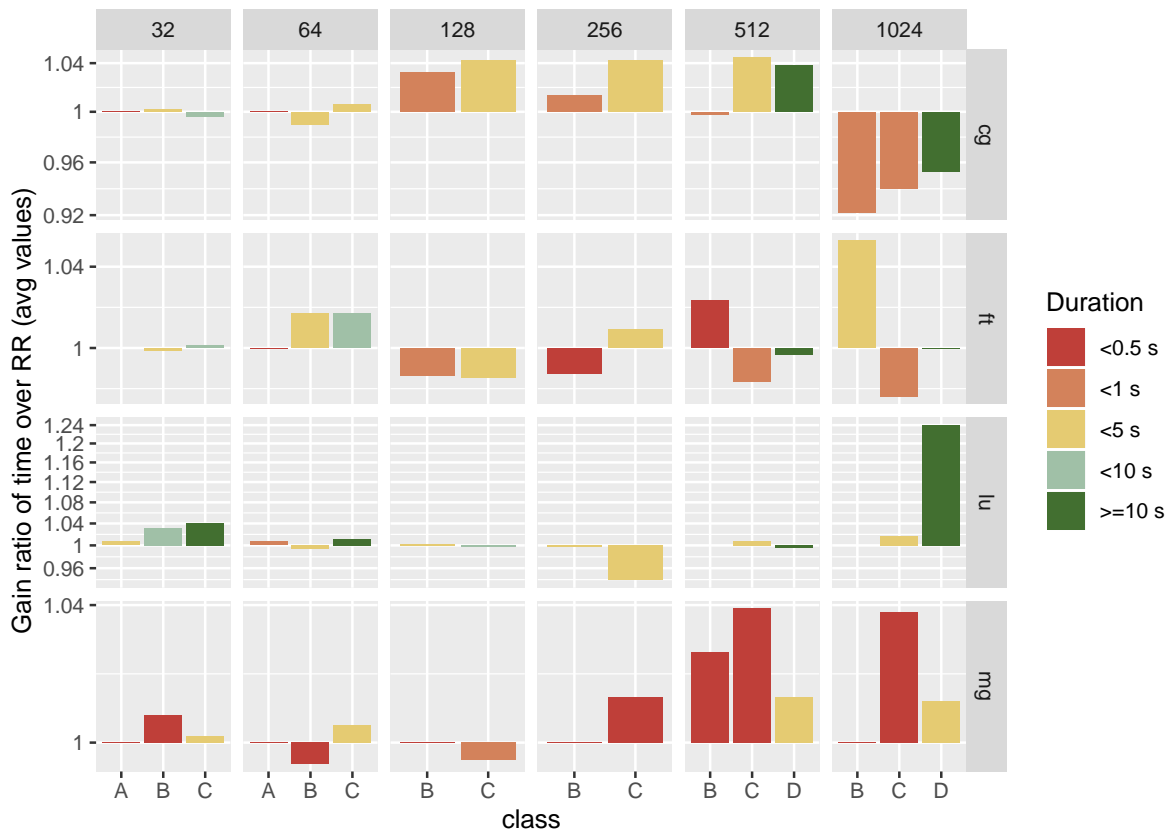 32 64 128 256 512 1024
1.04
1
0.96
0.92
cg
1.04
1
ft
1.24
1.2
1.16
1.12
1.08
1.04
1
0.96
lu
1.04
1
mg
A B C A B C B C B C B C D B C D
class
Gain ratio of time over RR (avg values)
Duration
<0.5 s
<1 s
<5 s
<10 s
>=10 s